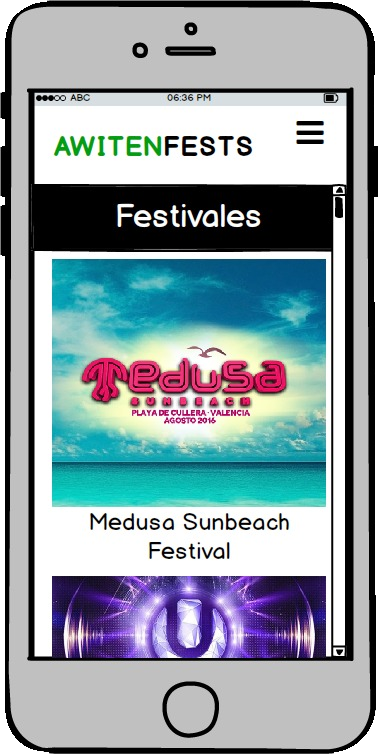 ABC 06:36 PM
AWITENFESTS
Festivales
medusa
SUNBEACH
PLAYA DE CULLERA · VALENCIA
AGOSTO 2016
Medusa Sunbeach
Festival
U